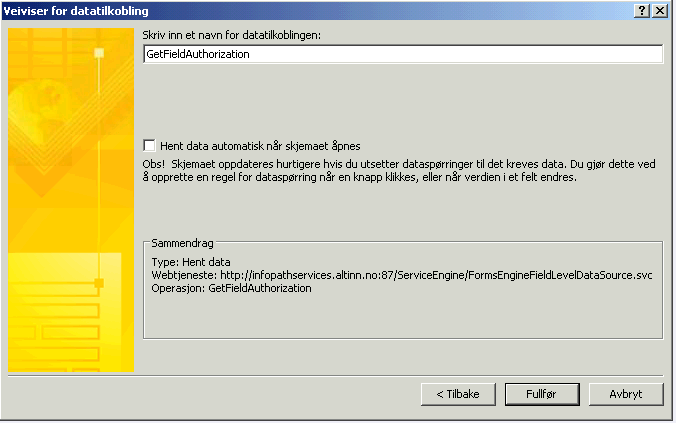 Veiviser for datatilkobling
Skriv inn et navn for datatilkoblingen:
GetFieldAuthorization
Hent data automatisk når skjemaet åpnes
Obs!  Skjemaet oppdateres hurtigere hvis du utsetter dataspørringer til det kreves data. Du gjør dette ved
å opprette en regel for dataspørring når en knapp klikkes, eller når verdien i et felt endres.
Sammendrag
Type: Hent data
Webtjeneste: http://infopathservices.altinn.no:87/ServiceEngine/FormsEngineFieldLevelDataSource.svc
Operasjon: GetFieldAuthorization
< Tilbake
Fullfør
Avbryt